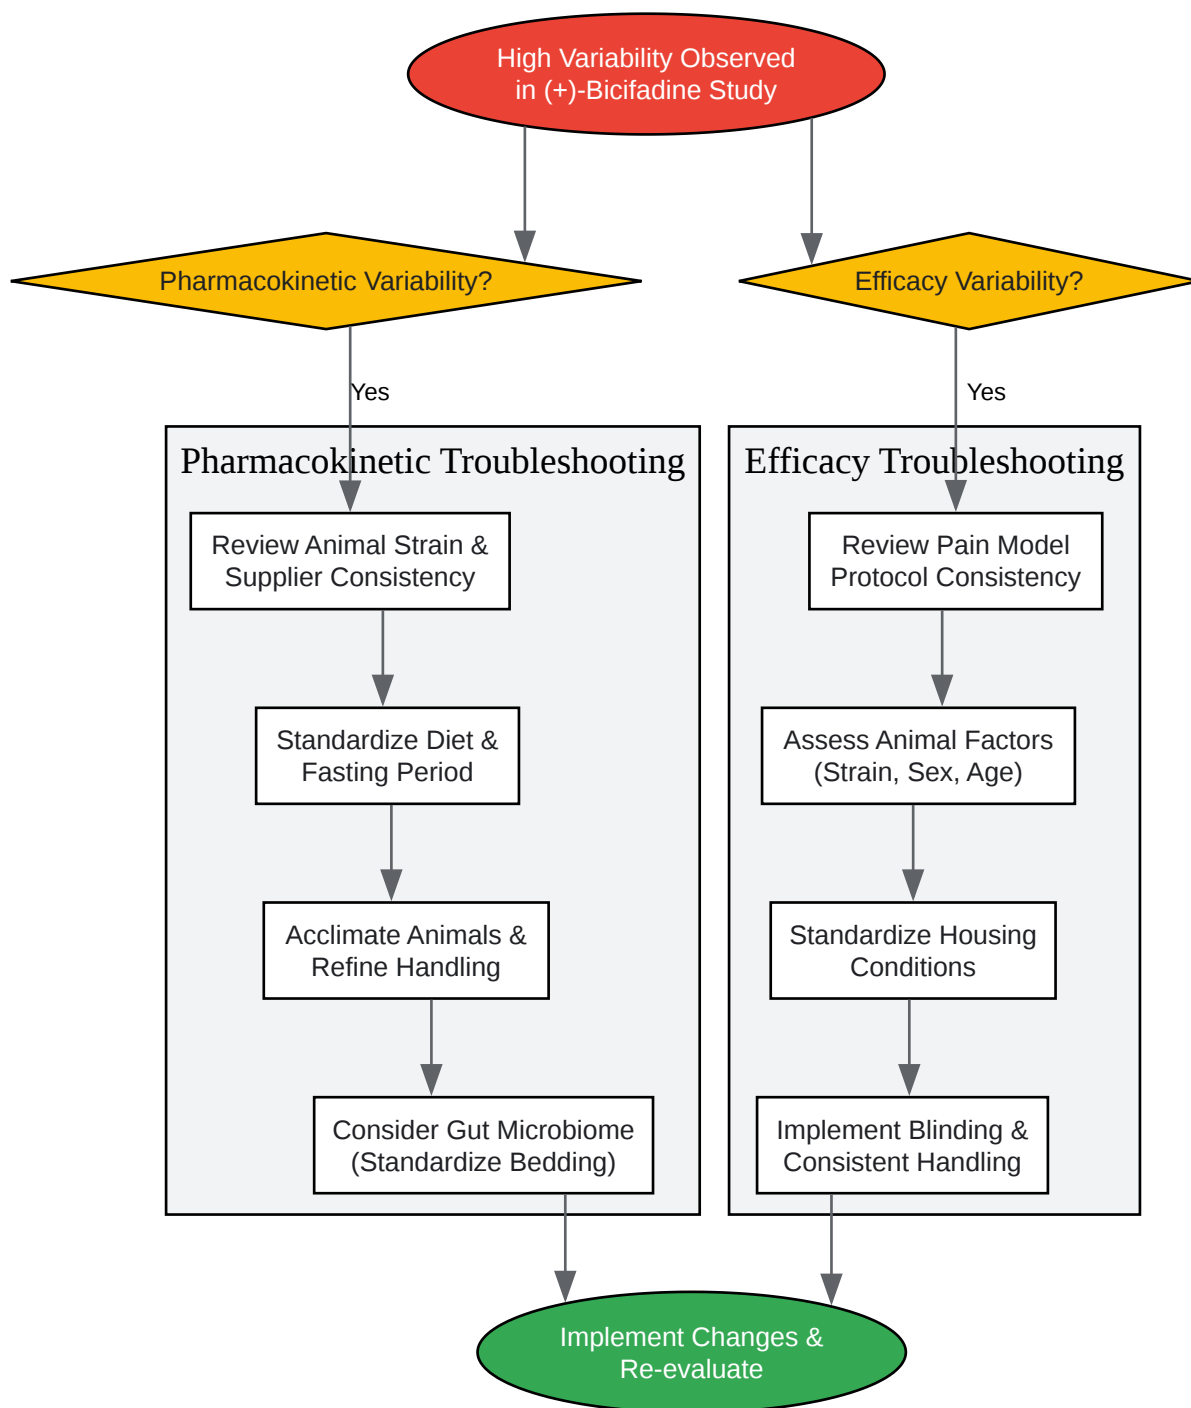 High Variability Observed
in (+)-Bicifadine Study
Pharmacokinetic Variability?
Efficacy Variability?
Yes
Yes
Pharmacokinetic Troubleshooting
Review Animal Strain &
Supplier Consistency
Standardize Diet &
Fasting Period
Acclimate Animals &
Refine Handling
Consider Gut Microbiome
(Standardize Bedding)
Efficacy Troubleshooting
Review Pain Model
Protocol Consistency
Assess Animal Factors
(Strain, Sex, Age)
Standardize Housing
Conditions
Implement Blinding &
Consistent Handling
Implement Changes &
Re-evaluate